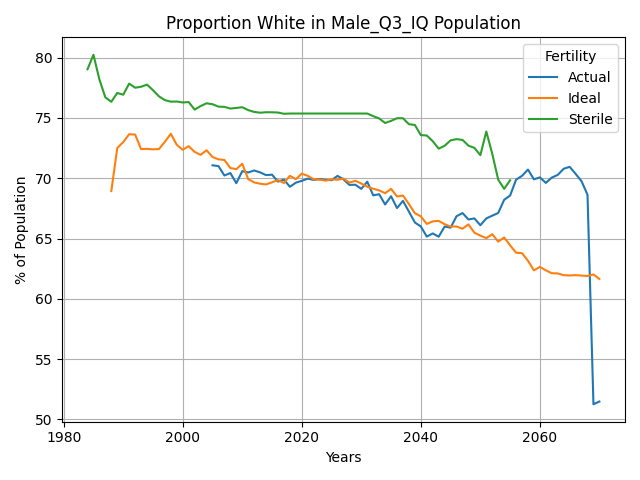 Proportion White in Male_Q3_IQ Population
% of Population
80
75
70
65
60
55
50
1980
2000
2020
2040
2060
Years
Fertility
Actual
Ideal
Sterile